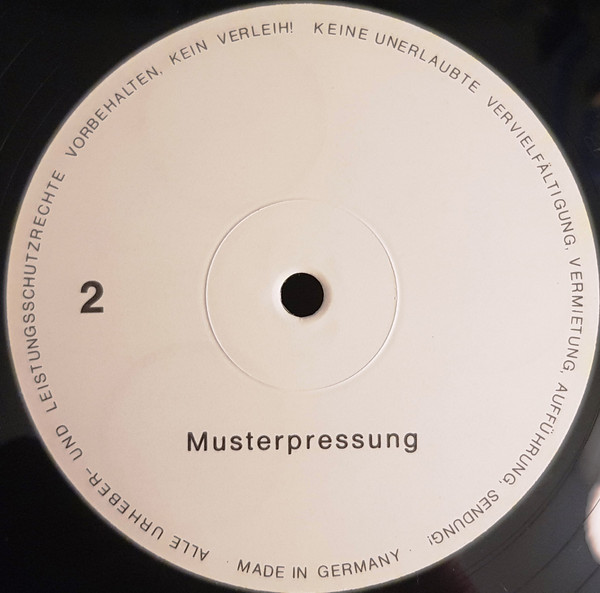 ALLE URHEBER- UND LEISTUNGSSCHUTZRECHTE VORBEHALTEN, KEIN VERLEIH! KEINE UNERLAUBTE VERVIELFÄLTIGUNG, VERMIETUNG, AUFFÜHRUNG, SENDUNG!
2
Musterpressung
· MADE IN GERMANY ·